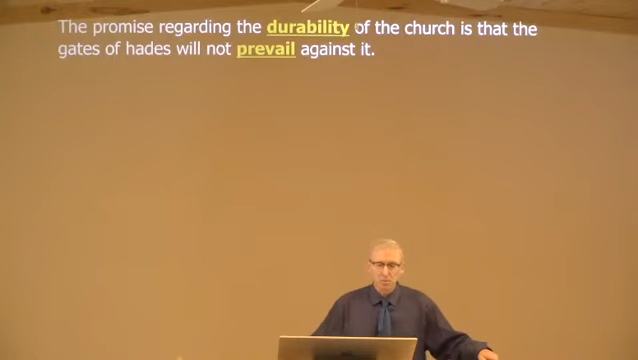 The promise regarding the durability of the church is that the
gates of hades will not prevail against it.